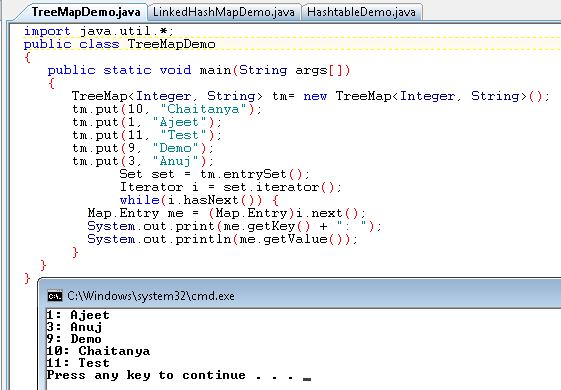 TreeMapDemo.java LinkedHashMapDemo.java HashtableDemo.java
import java.util.*;
public class TreeMapDemo
{
public static void main(String args[])
{
TreeMap<Integer, String> tm= new TreeMap<Integer, String>();
tm.put(10, "Chaitanya");
tm.put(1, "Ajeet");
tm.put(11, "Test");
tm.put(9, "Demo");
tm.put(3, "Anuj");
Set set = tm.entrySet();
Iterator i = set.iterator();
while(i.hasNext()) {
Map.Entry me = (Map.Entry)i.next();
System.out.print(me.getKey() + ": ");
System.out.println(me.getValue());
}
}
}
C:\Windows\system32\cmd.exe
1: Ajeet
3: Anuj
9: Demo
10: Chaitanya
11: Test
Press any key to continue . . . _